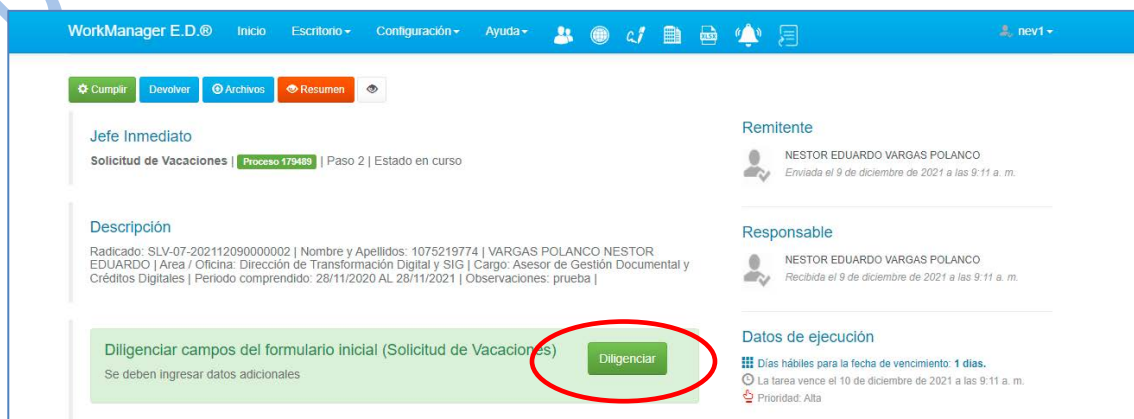 WorkManager E.D.® Inicio Escritorio Configuración Ayuda XLSX nev1
Cumplir Devolver Archivos Resumen
Jefe Inmediato
Solicitud de Vacaciones | Proceso 179489 | Paso 2 | Estado en curso
Descripción
Radicado: SLV-07-202112090000002 | Nombre y Apellidos: 1075219774 | VARGAS POLANCO NESTOR
EDUARDO | Area / Oficina: Dirección de Transformación Digital y SIG | Cargo: Asesor de Gestión Documental y
Créditos Digitales | Periodo comprendido: 28/11/2020 AL 28/11/2021 | Observaciones: prueba |
Diligenciar campos del formulario inicial (Solicitud de Vacaciones)
Se deben ingresar datos adicionales
Diligenciar
Remitente
NESTOR EDUARDO VARGAS POLANCO
Enviada el 9 de diciembre de 2021 a las 9:11 a. m.
Responsable
NESTOR EDUARDO VARGAS POLANCO
Recibida el 9 de diciembre de 2021 a las 9:11 a. m.
Datos de ejecución
Días hábiles para la fecha de vencimiento: 1 dias.
La tarea vence el 10 de diciembre de 2021 a las 9:11 a. m.
Prioridad: Alta